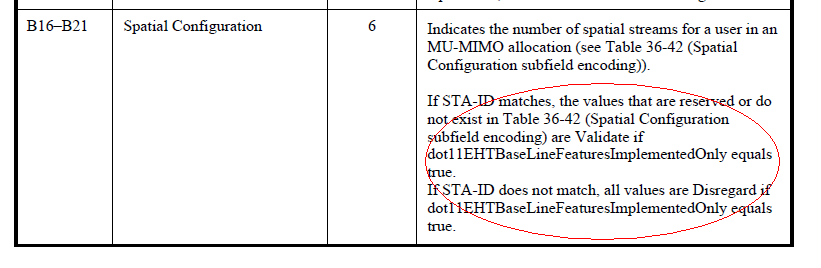 B16–B21
Spatial Configuration
6
Indicates the number of spatial streams for a user in an
MU-MIMO allocation (see Table 36-42 (Spatial
Configuration subfield encoding)).
If STA-ID matches, the values that are reserved or do
not exist in Table 36-42 (Spatial Configuration
subfield encoding) are Validate if
dot11EHTBaseLineFeaturesImplementedOnly equals
true.
If STA-ID does not match, all values are Disregard if
dot11EHTBaseLineFeaturesImplementedOnly equals
true.